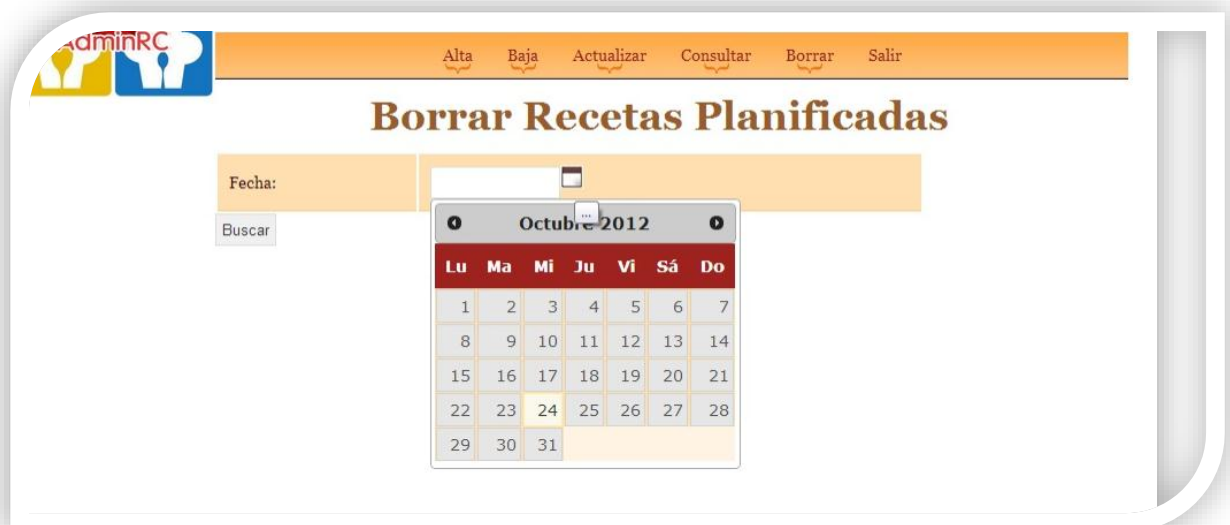 AdminRC
Alta Baja Actualizar Consultar Borrar Salir
Borrar Recetas Planificadas
Fecha:
...
Buscar
Octubre 2012
Lu Ma Mi Ju Vi Sá Do
1 2 3 4 5 6 7
8 9 10 11 12 13 14
15 16 17 18 19 20 21
22 23 24 25 26 27 28
29 30 31